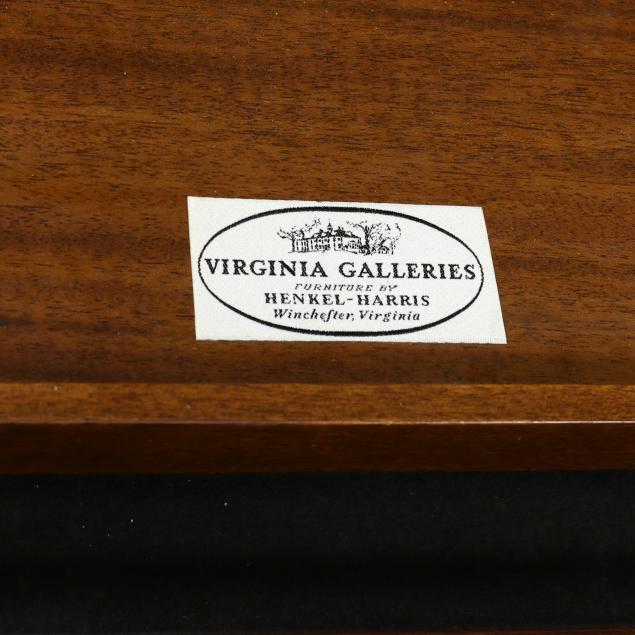 VIRGINIA GALLERIES
FURNITURE BY
HENKEL-HARRIS
Wincheſter, Virginia